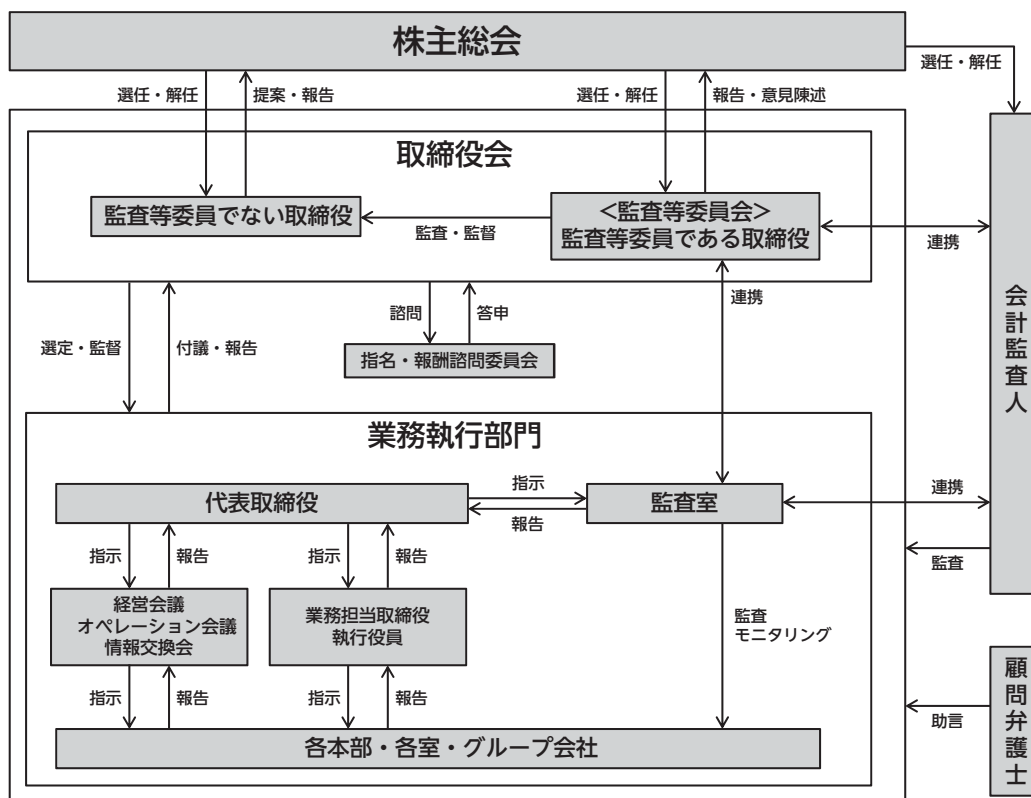 株主総会
選任・解任
選任・解任
提案・報告
選任・解任
報告・意見陳述
取締役会
監査等委員でない取締役
監査・監督
<監査等委員会>
監査等委員である取締役
連携
連携
諮問
答申
指名・報酬諮問委員会
選定・監督
付議・報告
会計監査人
業務執行部門
代表取締役
指示
報告
監査室
連携
監査
指示
報告
指示
報告
経営会議
オペレーション会議
情報交換会
業務担当取締役
執行役員
監査
モニタリング
指示
報告
指示
報告
各本部・各室・グループ会社
助言
顧問弁護士